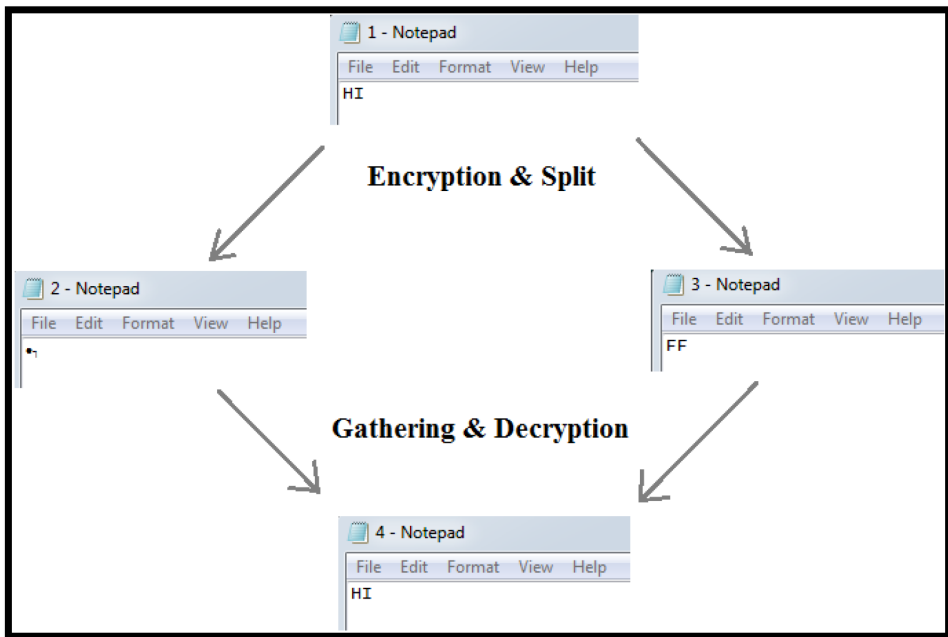 1 - Notepad
File Edit Format View Help
HI
Encryption & Split
2 - Notepad
File Edit Format View Help
3 - Notepad
File Edit Format View Help
FF
Gathering & Decryption
4 - Notepad
File Edit Format View Help
HI